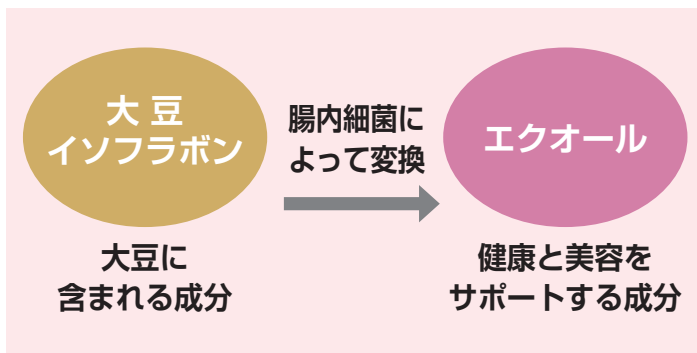 大豆
イソフラボン
腸内細菌に
よって変換
エクオール
大豆に
含まれる成分
健康と美容を
サポートする成分